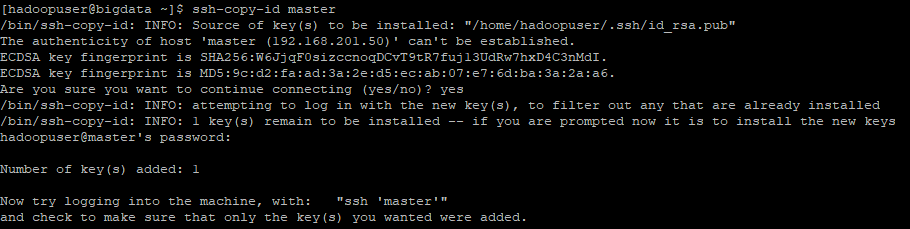 [hadoopuser@bigdata ~]$ ssh-copy-id master
/bin/ssh-copy-id: INFO: Source of key(s) to be installed: "/home/hadoopuser/.ssh/id_rsa.pub"
The authenticity of host 'master (192.168.201.50)' can't be established.
ECDSA key fingerprint is SHA256:W6JjqF0sizccnoqDCvT9tR7fuj13UdRw7hxD4C3nMdI.
ECDSA key fingerprint is MD5:9c:d2:fa:ad:3a:2e:d5:ec:ab:07:e7:6d:ba:3a:2a:a6.
Are you sure you want to continue connecting (yes/no)? yes
/bin/ssh-copy-id: INFO: attempting to log in with the new key(s), to filter out any that are already installed
/bin/ssh-copy-id: INFO: 1 key(s) remain to be installed -- if you are prompted now it is to install the new keys
hadoopuser@master's password:
Number of key(s) added: 1
Now try logging into the machine, with:   "ssh 'master'"
and check to make sure that only the key(s) you wanted were added.